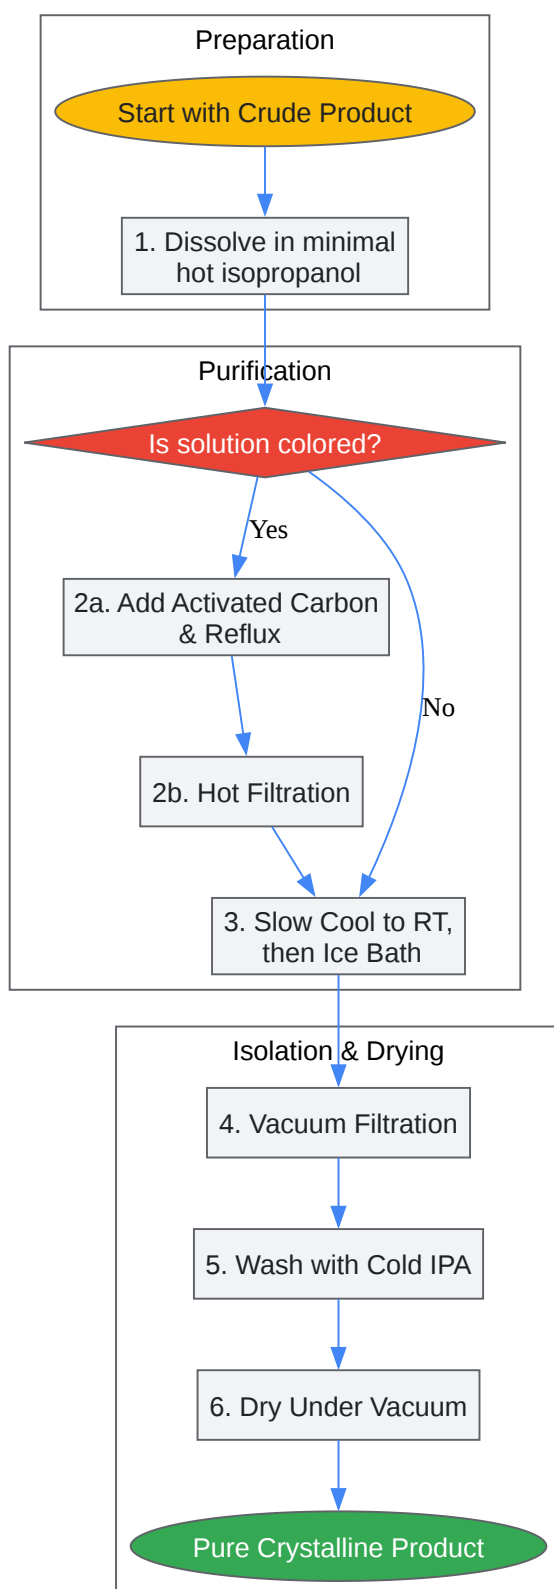 Preparation
Start with Crude Product
1. Dissolve in minimal
hot isopropanol
Purification
Is solution colored?
Yes
2a. Add Activated Carbon
& Reflux
No
2b. Hot Filtration
3. Slow Cool to RT,
then Ice Bath
Isolation & Drying
4. Vacuum Filtration
5. Wash with Cold IPA
6. Dry Under Vacuum
Pure Crystalline Product